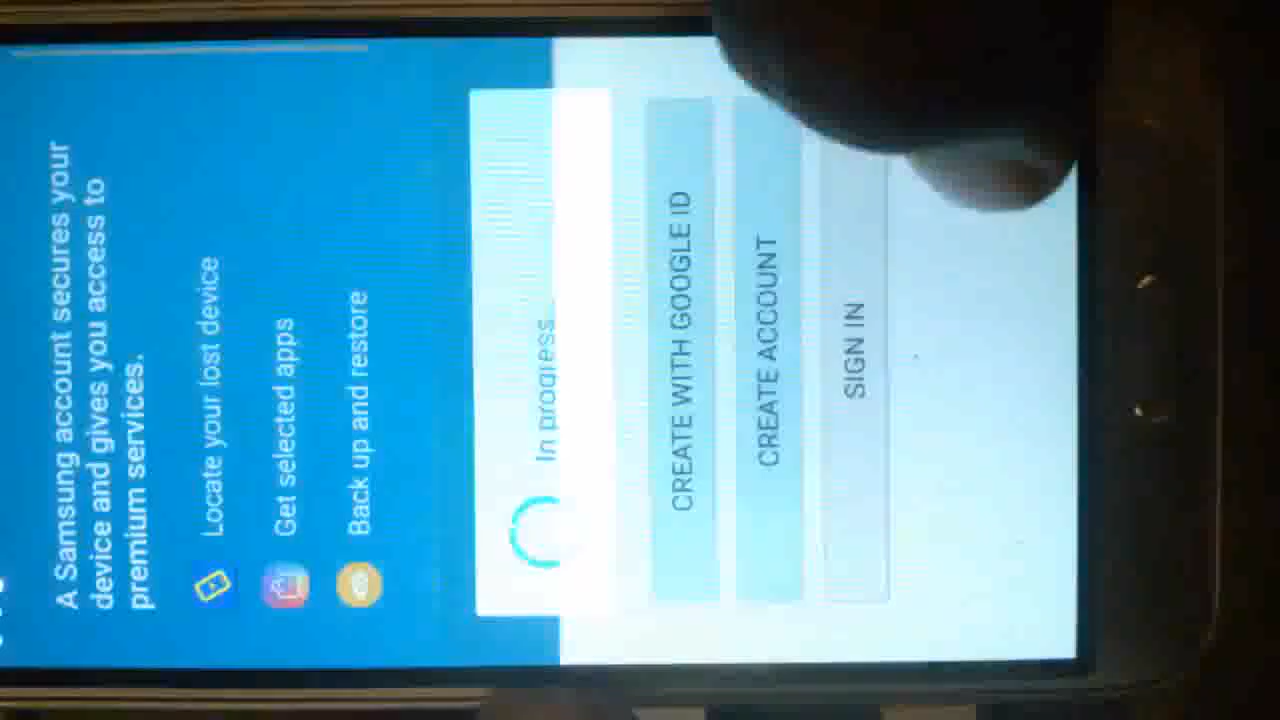 A Samsung account secures your
device and gives you access to
premium services.
Locate your lost device
Get selected apps
Back up and restore
In progress
CREATE WITH GOOGLE ID
CREATE ACCOUNT
SIGN IN